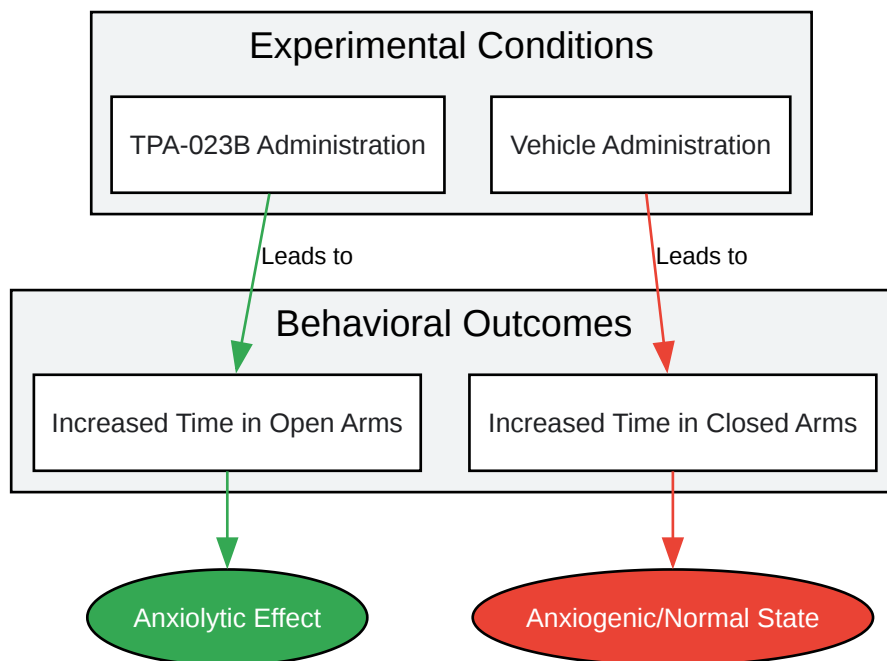 Experimental Conditions
TPA-023B Administration
Vehicle Administration
Leads to
Leads to
Behavioral Outcomes
Increased Time in Open Arms
Increased Time in Closed Arms
Anxiolytic Effect
Anxiogenic/Normal State